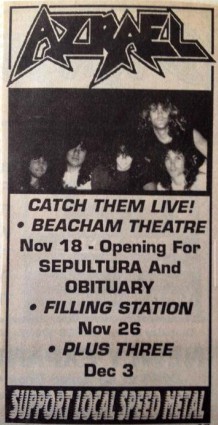 AZRAEL
CATCH THEM LIVE!
• BEACHAM THEATRE
Nov 18 - Opening For
SEPULTURA And
OBITUARY
• FILLING STATION
Nov 26
• PLUS THREE
Dec 3
SUPPORT LOCAL SPEED METAL